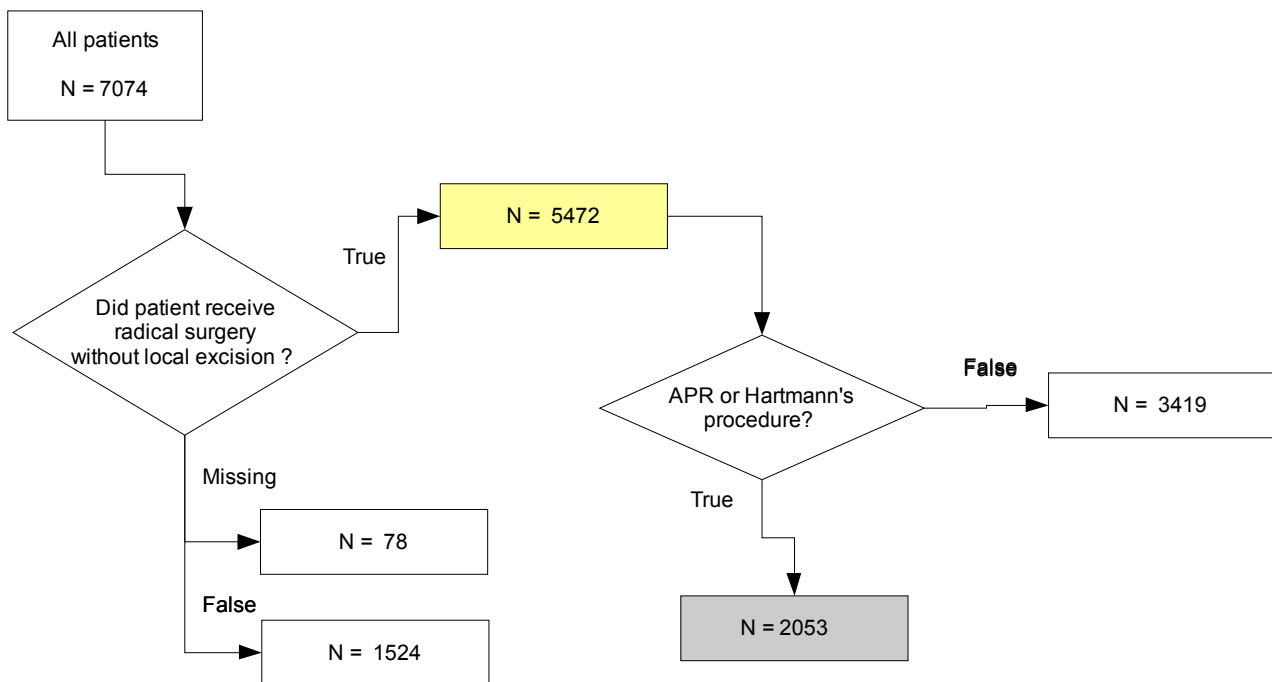 All patients
N = 7074
N = 5472
True
Did patient receive
radical surgery
without local excision ?
APR or Hartmann's
procedure?
False
N = 3419
Missing
True
N = 78
False
N = 2053
N = 1524